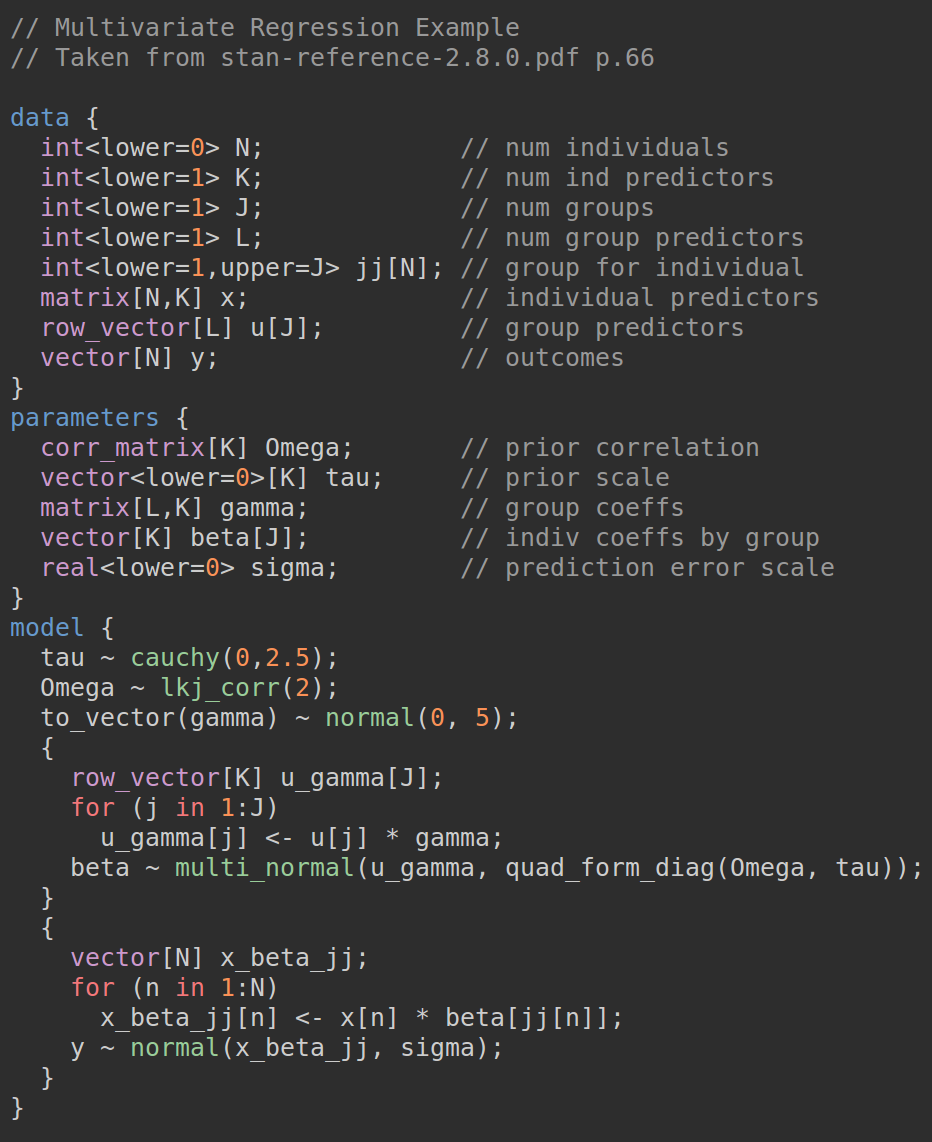 // Multivariate Regression Example
// Taken from stan-reference-2.8.0.pdf p.66

data {
  int<lower=0> N;             // num individuals
  int<lower=1> K;             // num ind predictors
  int<lower=1> J;             // num groups
  int<lower=1> L;             // num group predictors
  int<lower=1,upper=J> jj[N]; // group for individual
  matrix[N,K] x;              // individual predictors
  row_vector[L] u[J];         // group predictors
  vector[N] y;                // outcomes
}
parameters {
  corr_matrix[K] Omega;       // prior correlation
  vector<lower=0>[K] tau;     // prior scale
  matrix[L,K] gamma;          // group coeffs
  vector[K] beta[J];          // indiv coeffs by group
  real<lower=0> sigma;        // prediction error scale
}
model {
  tau ~ cauchy(0,2.5);
  Omega ~ lkj_corr(2);
  to_vector(gamma) ~ normal(0, 5);
  {
    row_vector[K] u_gamma[J];
    for (j in 1:J)
      u_gamma[j] <- u[j] * gamma;
    beta ~ multi_normal(u_gamma, quad_form_diag(Omega, tau));
  }
  {
    vector[N] x_beta_jj;
    for (n in 1:N)
      x_beta_jj[n] <- x[n] * beta[jj[n]];
    y ~ normal(x_beta_jj, sigma);
  }
}